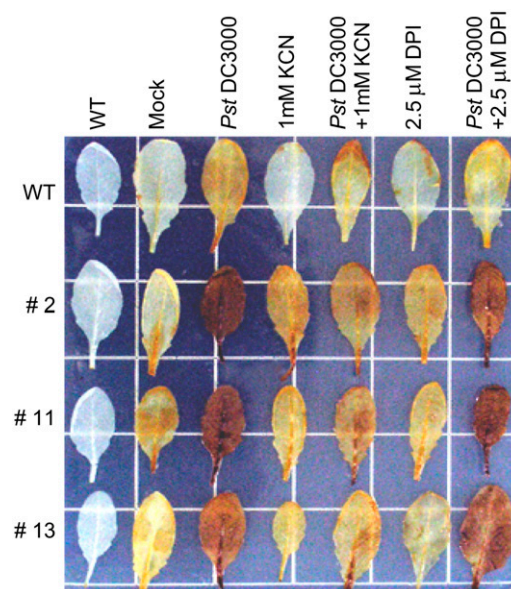 WT
Mock
Pst DC3000
1mM KCN
Pst DC3000
+1mM KCN
2.5 µM DPI
Pst DC3000
+2.5 µM DPI
WT
# 2
# 11
# 13